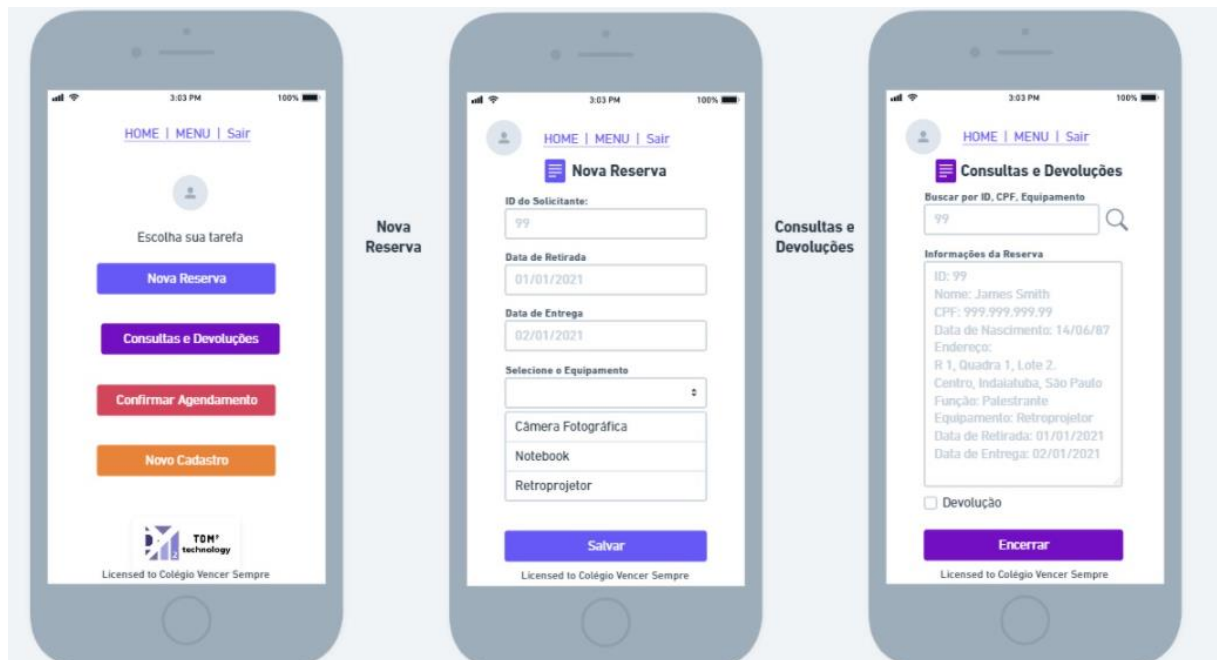 3:03 PM
100%
HOME | MENU | Sair
Escolha sua tarefa
Nova Reserva
Consultas e Devoluções
Confirmar Agendamento
Novo Cadastro
TDM²
technology
Licensed to Colégio Vencer Sempre
Nova
Reserva
3:03 PM
100%
HOME | MENU | Sair
Nova Reserva
ID do Solicitante:
99
Data de Retirada
01/01/2021
Data de Entrega
02/01/2021
Selecione o Equipamento
Câmera Fotográfica
Notebook
Retroprojetor
Salvar
Licensed to Colégio Vencer Sempre
Consultas e
Devoluções
3:03 PM
100%
HOME | MENU | Sair
Consultas e Devoluções
Buscar por ID, CPF, Equipamento
99
Informações da Reserva
ID: 99
Nome: James Smith
CPF: 999.999.999.99
Data de Nascimento: 14/06/87
Endereço:
R 1, Quadra 1, Lote 2.
Centro, Indaiatuba, São Paulo
Função: Palestrante
Equipamento: Retroprojetor
Data de Retirada: 01/01/2021
Data de Entrega: 02/01/2021
Devolução
Encerrar
Licensed to Colégio Vencer Sempre